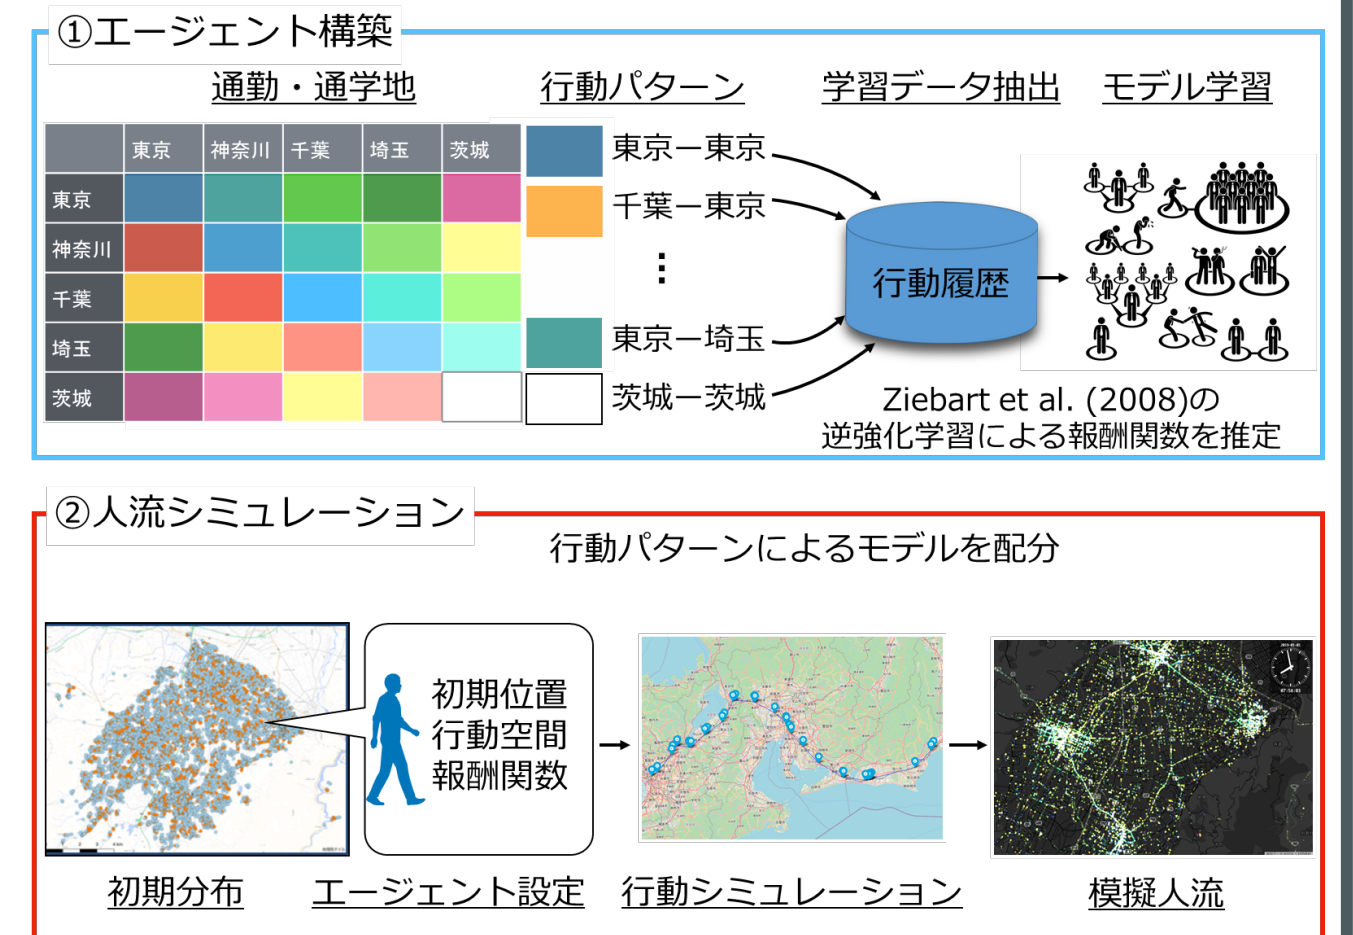 ①エージェント構築
通勤・通学地
行動パターン
学習データ抽出
モデル学習
東京 神奈川 千葉 埼玉 茨城
東京
神奈川
千葉
埼玉
茨城
東京ー東京
千葉ー東京
⋮
東京ー埼玉
茨城ー茨城
行動履歴
Ziebart et al. (2008)の
逆強化学習による報酬関数を推定
②人流シミュレーション
行動パターンによるモデルを配分
初期位置
行動空間
報酬関数
初期分布
エージェント設定
行動シミュレーション
模擬人流